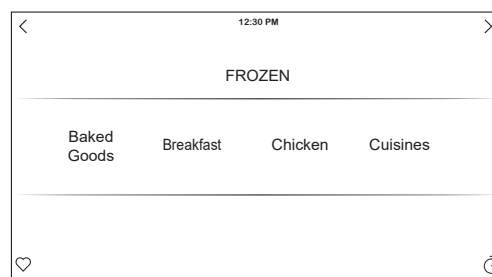 12:30 PM
FROZEN
Baked
Goods
Breakfast
Chicken
Cuisines